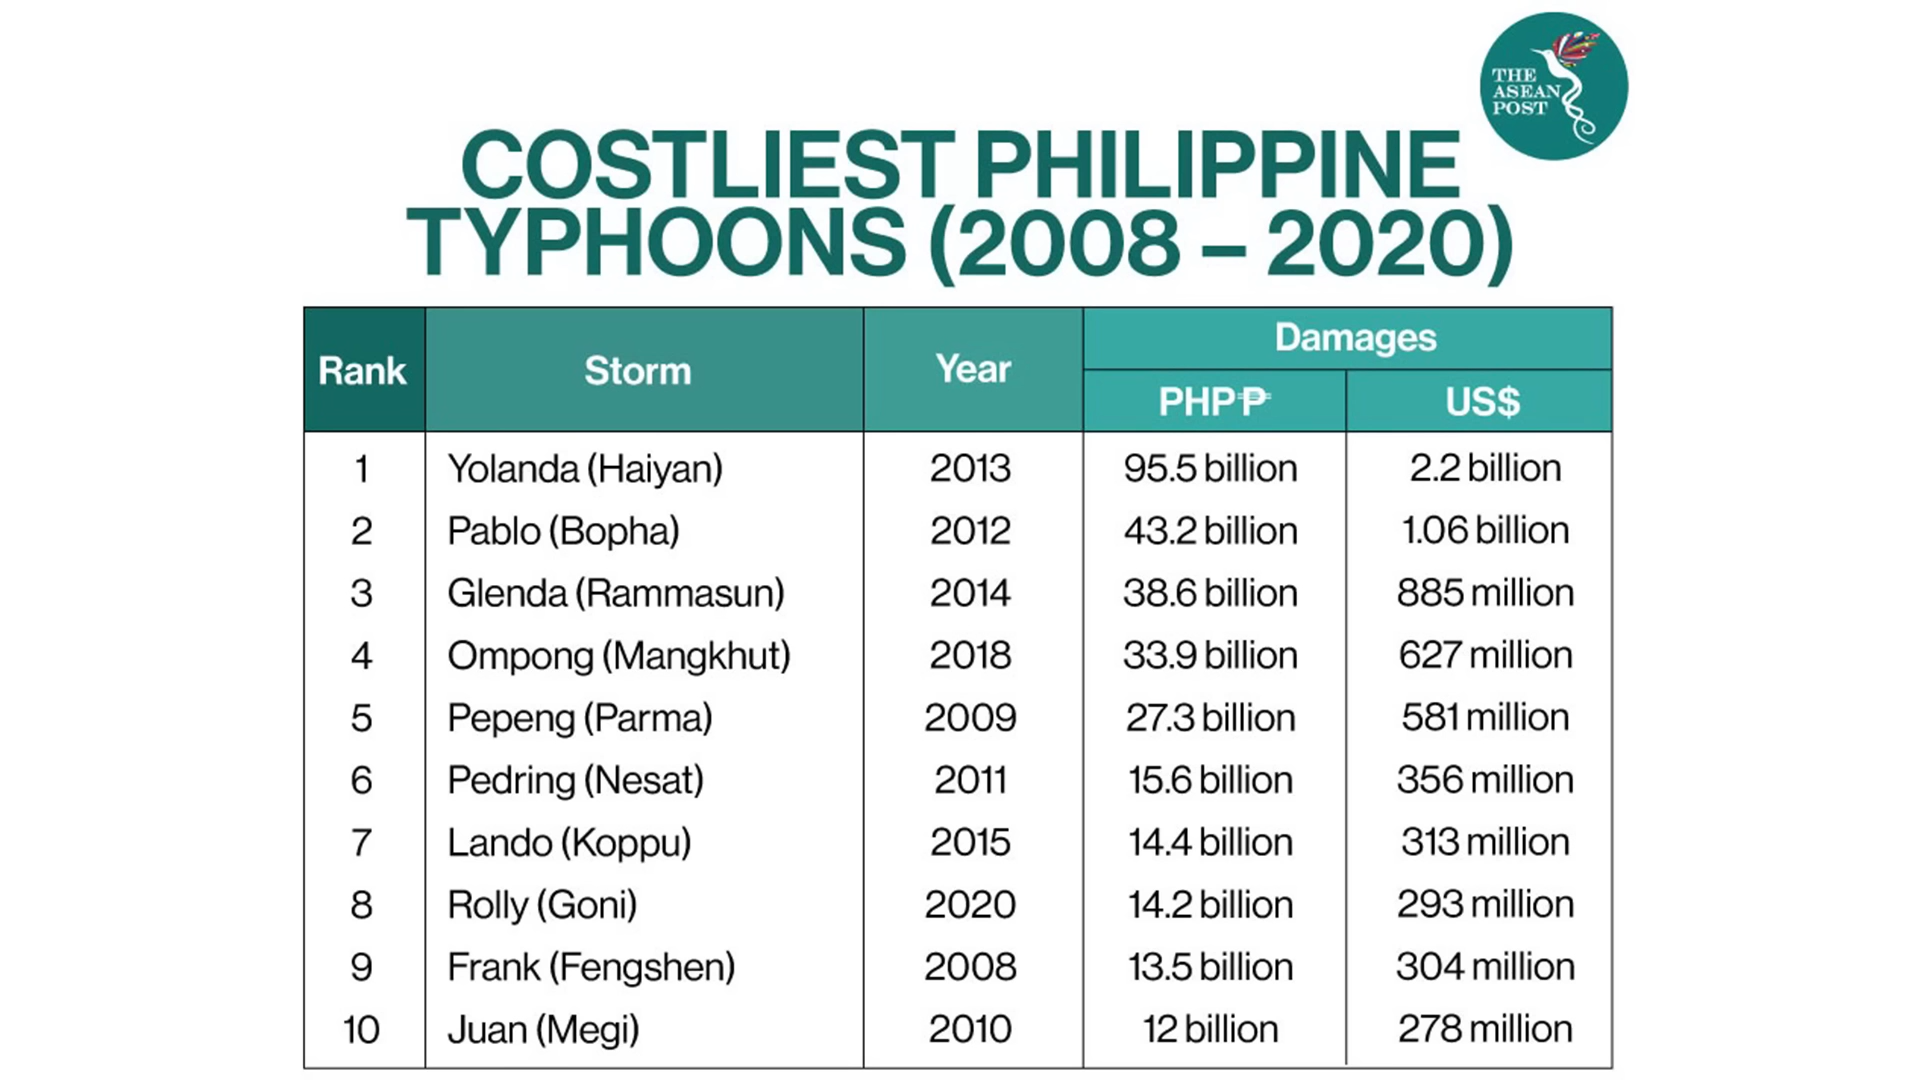 THE
ASEAN
POST
COSTLIEST PHILIPPINE
TYPHOONS (2008 – 2020)
Rank Storm Year Damages
PHP ₱ US$
1 Yolanda (Haiyan) 2013 95.5 billion 2.2 billion
2 Pablo (Bopha) 2012 43.2 billion 1.06 billion
3 Glenda (Rammasun) 2014 38.6 billion 885 million
4 Ompong (Mangkhut) 2018 33.9 billion 627 million
5 Pepeng (Parma) 2009 27.3 billion 581 million
6 Pedring (Nesat) 2011 15.6 billion 356 million
7 Lando (Koppu) 2015 14.4 billion 313 million
8 Rolly (Goni) 2020 14.2 billion 293 million
9 Frank (Fengshen) 2008 13.5 billion 304 million
10 Juan (Megi) 2010 12 billion 278 million